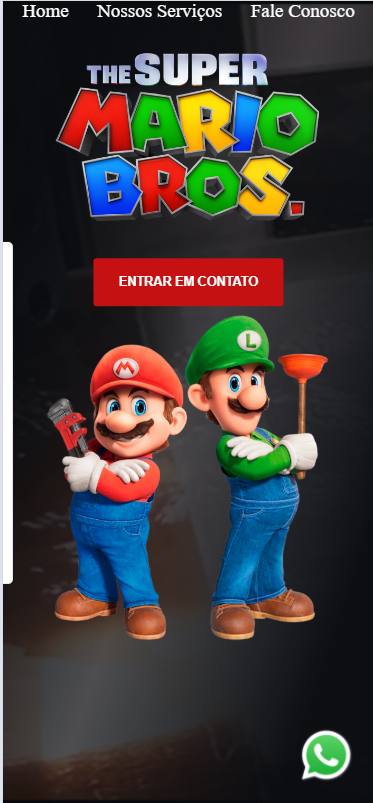 Home Nossos Serviços Fale Conosco
THE SUPER
MARIO
BROS.
ENTRAR EM CONTATO
M
L